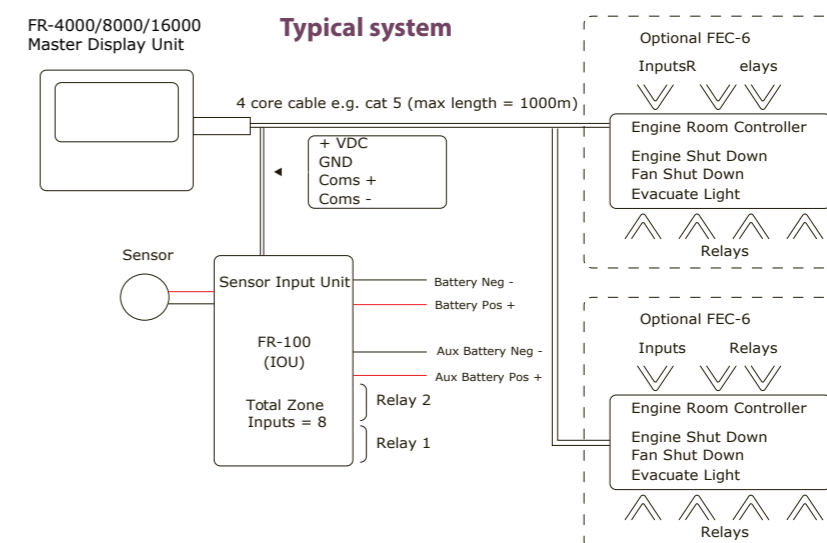 FR-4000/8000/16000
Master Display Unit
Typical system
4 core cable e.g. cat 5 (max length = 1000m)
+ VDC
GND
Coms +
Coms -
Sensor
Sensor Input Unit
FR-100
(IOU)
Total Zone
Inputs = 8
Battery Neg -
Battery Pos +
Aux Battery Neg -
Aux Battery Pos +
Relay 2
Relay 1
Optional FEC-6
InputsR elays
Engine Room Controller
Engine Shut Down
Fan Shut Down
Evacuate Light
Relays
Optional FEC-6
Inputs Relays
Engine Room Controller
Engine Shut Down
Fan Shut Down
Evacuate Light
Relays